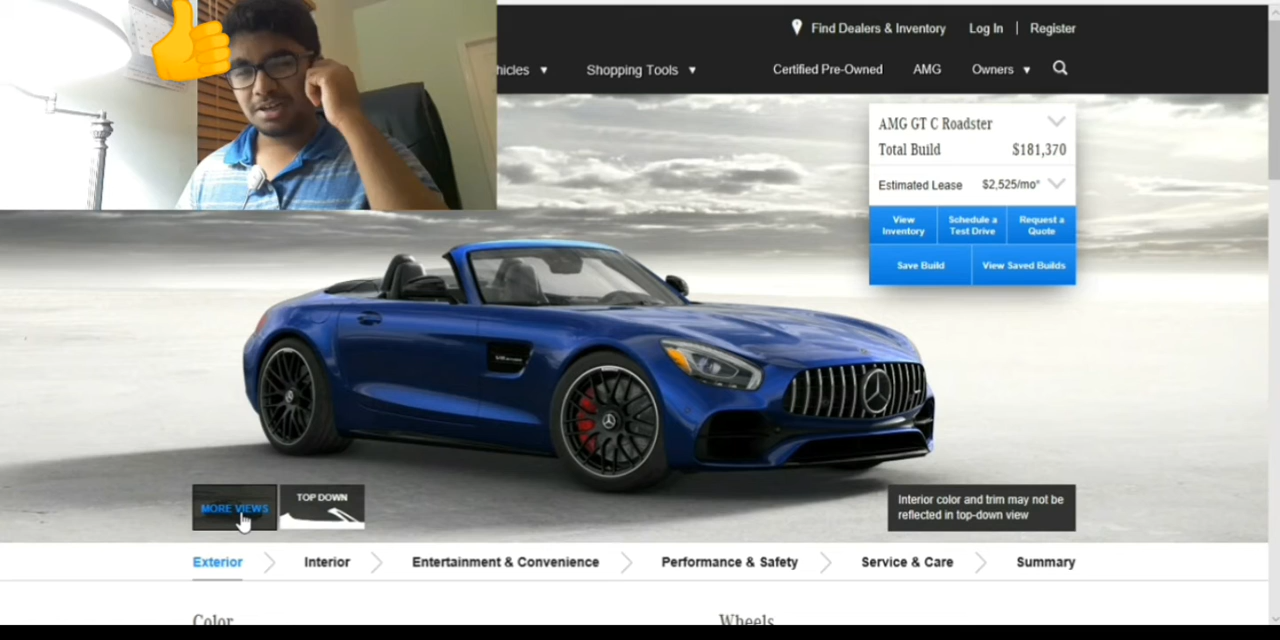 Find Dealers & Inventory
Log In | Register
hicles
Shopping Tools
Certified Pre-Owned
AMG
Owners
AMG GT C Roadster
Total Build $181,370
Estimated Lease $2,525/mo*
View
Inventory
Schedule a
Test Drive
Request a
Quote
Save Build
View Saved Builds
MORE VIEWS
TOP DOWN
Interior color and trim may not be
reflected in top-down view
Exterior
Interior
Entertainment & Convenience
Performance & Safety
Service & Care
Summary
Color
Wheels